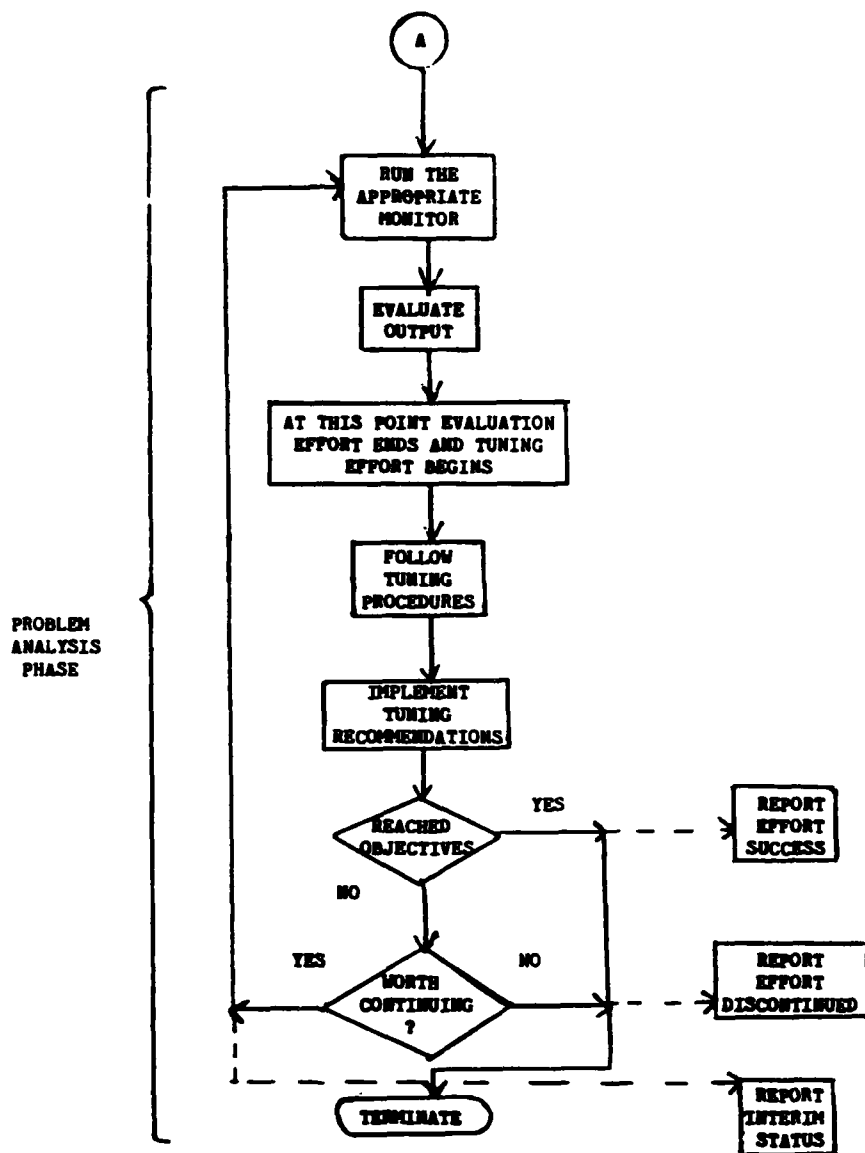 A
RUN THE
APPROPRIATE
MONITOR
EVALUATE
OUTPUT
AT THIS POINT EVALUATION
EFFORT ENDS AND TUNING
EFFORT BEGINS
FOLLOW
TUNING
PROCEDURES
PROBLEM
ANALYSIS
PHASE
IMPLEMENT
TUNING
RECOMMENDATIONS
REACHED
OBJECTIVES
YES
REPORT
EFFORT
SUCCESS
NO
WORTH
CONTINUING
?
YES
NO
REPORT
EFFORT
DISCONTINUED
TERMINATE
REPORT
INTERIM
STATUS